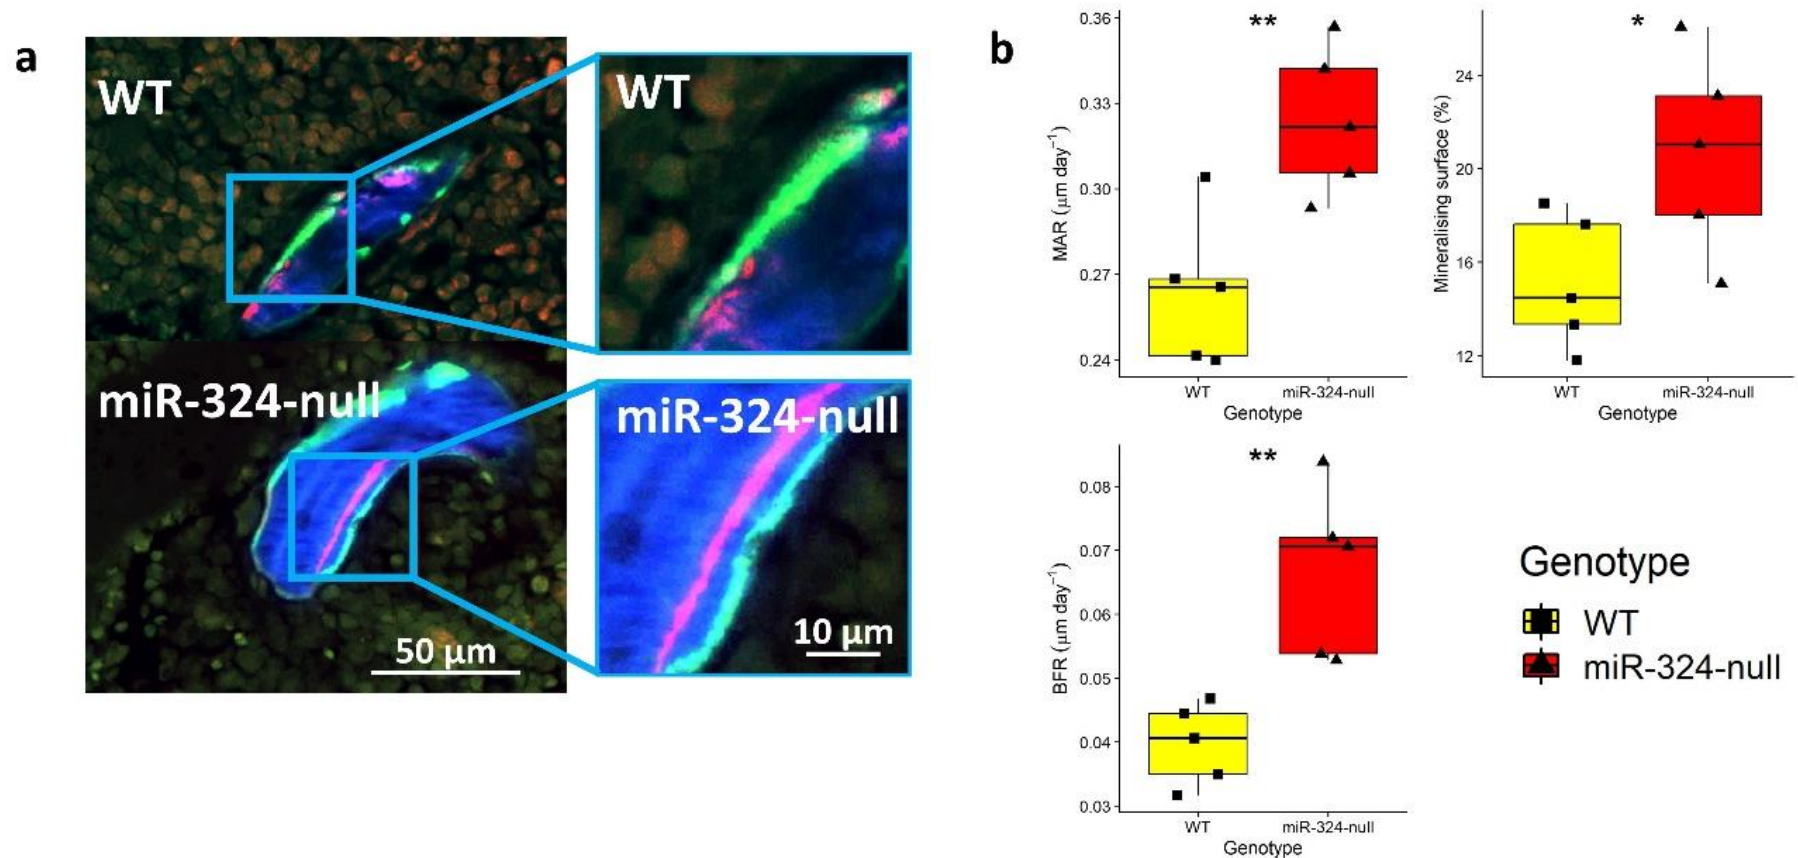 a
WT
WT
miR-324-null
miR-324-null
50 µm
10 µm
b
**
0.36
0.33
0.30
0.27
0.24
MAR (µm day⁻¹)
WT
miR-324-null
Genotype
*
24
20
16
12
Mineralising surface (%)
WT
miR-324-null
Genotype
**
0.08
0.07
0.06
0.05
0.04
0.03
BFR (µm day⁻¹)
WT
miR-324-null
Genotype
Genotype
WT
miR-324-null